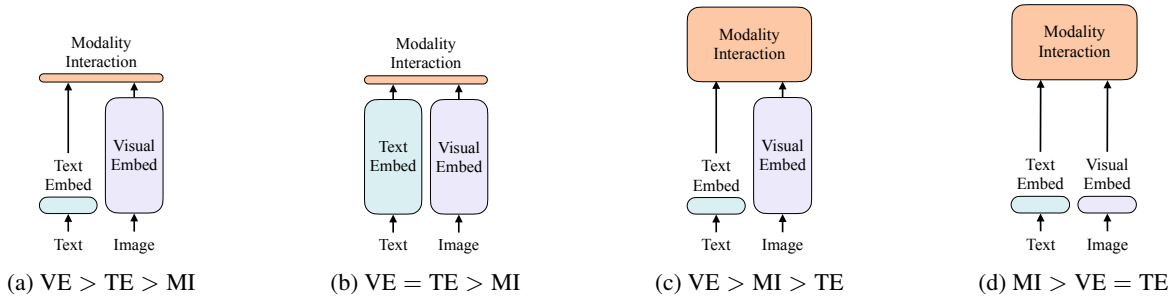 Modality
Interaction
Text
Embed
Visual
Embed
Text
Image
(a) VE > TE > MI
Modality
Interaction
Text
Embed
Visual
Embed
Text
Image
(b) VE = TE > MI
Modality
Interaction
Text
Embed
Visual
Embed
Text
Image
(c) VE > MI > TE
Modality
Interaction
Text
Embed
Visual
Embed
Text
Image
(d) MI > VE = TE